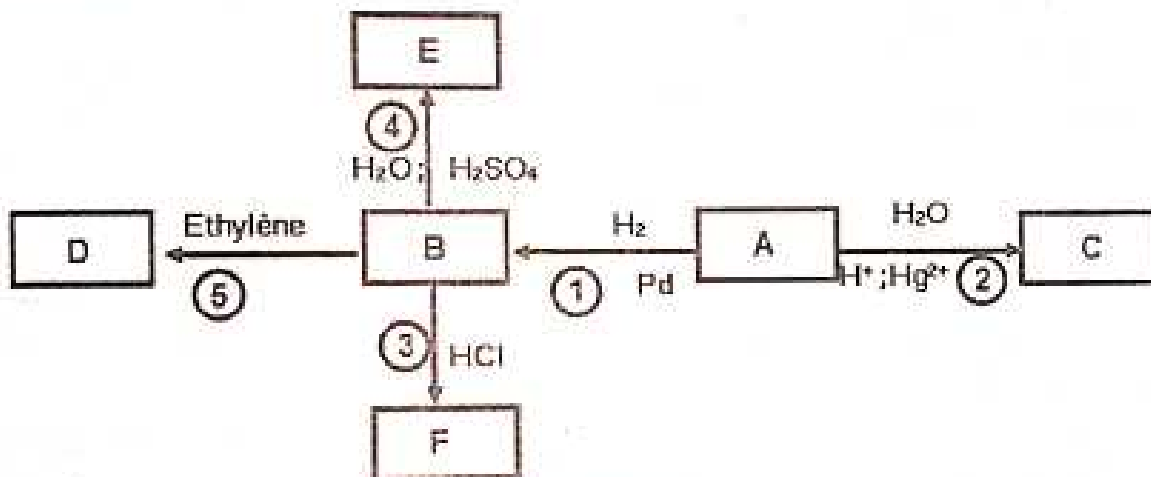 E
4
H₂O; H₂SO₄
D Ethylène B H₂ A H₂O C
5 1 Pd H⁺;Hg²⁺ 2
3 HCl
F